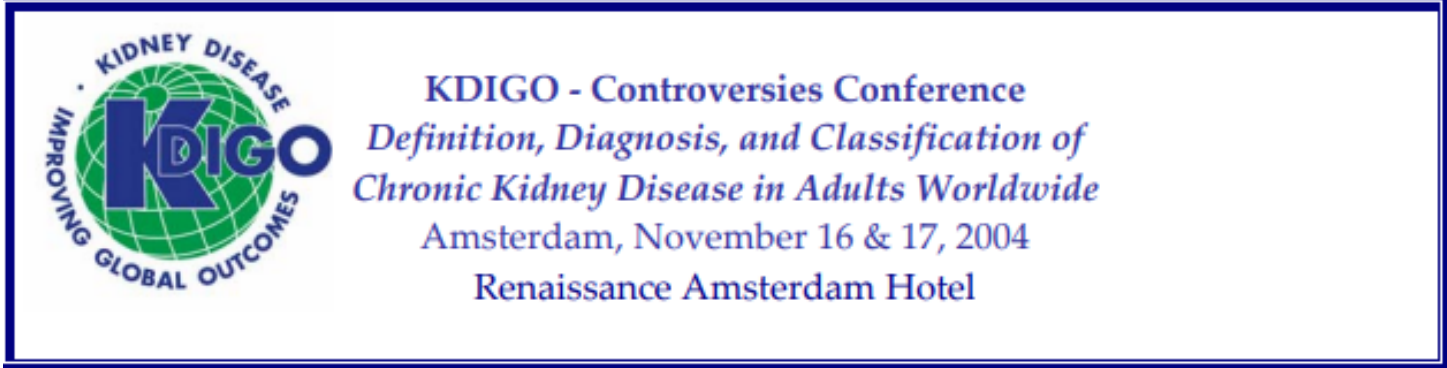 · KIDNEY DISEASE
IMPROVING GLOBAL OUTCOMES
KDIGO
KDIGO - Controversies Conference
Definition, Diagnosis, and Classification of
Chronic Kidney Disease in Adults Worldwide
Amsterdam, November 16 & 17, 2004
Renaissance Amsterdam Hotel